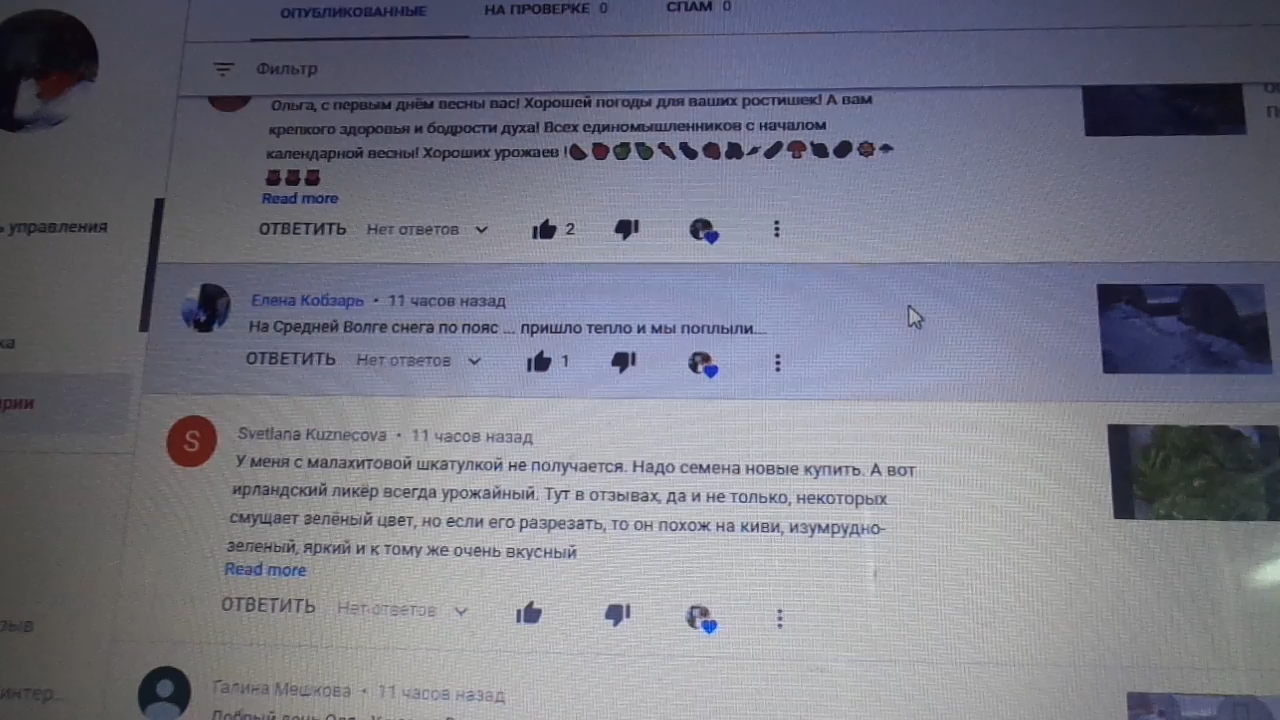 ОПУБЛИКОВАННЫЕ НА ПРОВЕРКЕ 0 СПАМ 0
Фильтр
Ольга, с первым днём весны вас! Хорошей погоды для ваших ростишек! А вам
крепкого здоровья и бодрости духа! Всех единомышленников с началом
календарной весны! Хороших урожаев !
Read more
ОТВЕТИТЬ Нет ответов 2
управления
Елена Кобзарь • 11 часов назад
На Средней Волге снега по пояс ... пришло тепло и мы поплыли...
ОТВЕТИТЬ Нет ответов 1
Svetlana Kuznecova • 11 часов назад
У меня с малахитовой шкатулкой не получается. Надо семена новые купить. А вот
ирландский ликёр всегда урожайный. Тут в отзывах, да и не только, некоторых
смущает зелёный цвет, но если его разрезать, то он похож на киви, изумрудно-
зеленый, яркий и к тому же очень вкусный
Read more
ОТВЕТИТЬ Нет ответов
Галина Мешкова • 11 часов назад